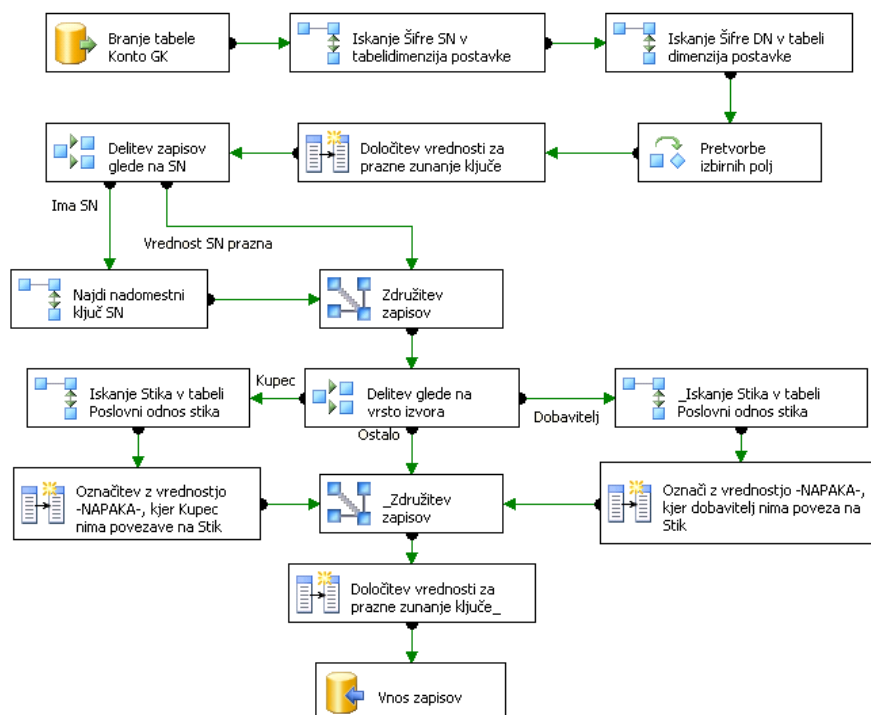 Branje tabele
Konto GK
Iskanje Šifre SN v
tabelidimenzija postavke
Iskanje Šifre DN v tabeli
dimenzija postavke
Delitev zapisov
glede na SN
Določitev vrednosti za
prazne zunanje ključe
Pretvorbe
izbirnih polj
Ima SN
Vrednost SN prazna
Najdi nadomestni
ključ SN
Združitev
zapisov
Iskanje Stika v tabeli
Poslovni odnos stika
Kupec
Delitev glede na
vrsto izvora
Dobavitelj
_Iskanje Stika v tabeli
Poslovni odnos stika
Ostalo
Označitev z vrednostjo
-NAPAKA-, kjer Kupec
nima povezave na Stik
_Združitev
zapisov
Označi z vrednostjo -NAPAKA-,
kjer dobavitelj nima poveza na
Stik
Določitev vrednosti za
prazne zunanje ključe_
Vnos zapisov